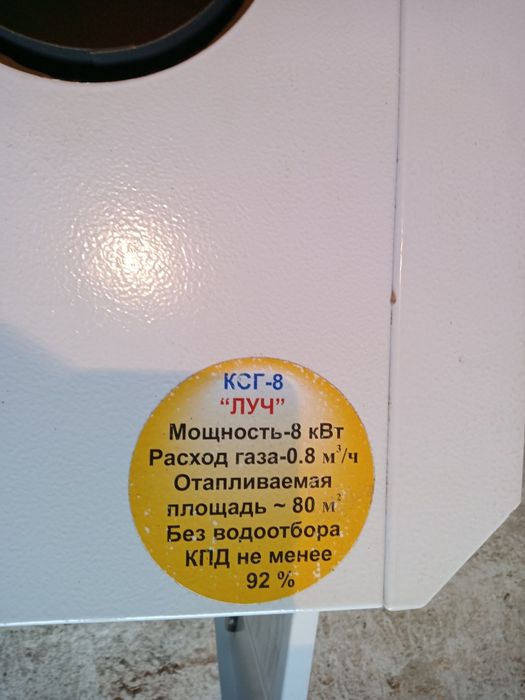 КСГ-8
“ЛУЧ”
Мощность-8 кВт
Расход газа-0.8 м³/ч
Отапливаемая
площадь ~ 80 м²
Без водоотбора
КПД не менее
92 %